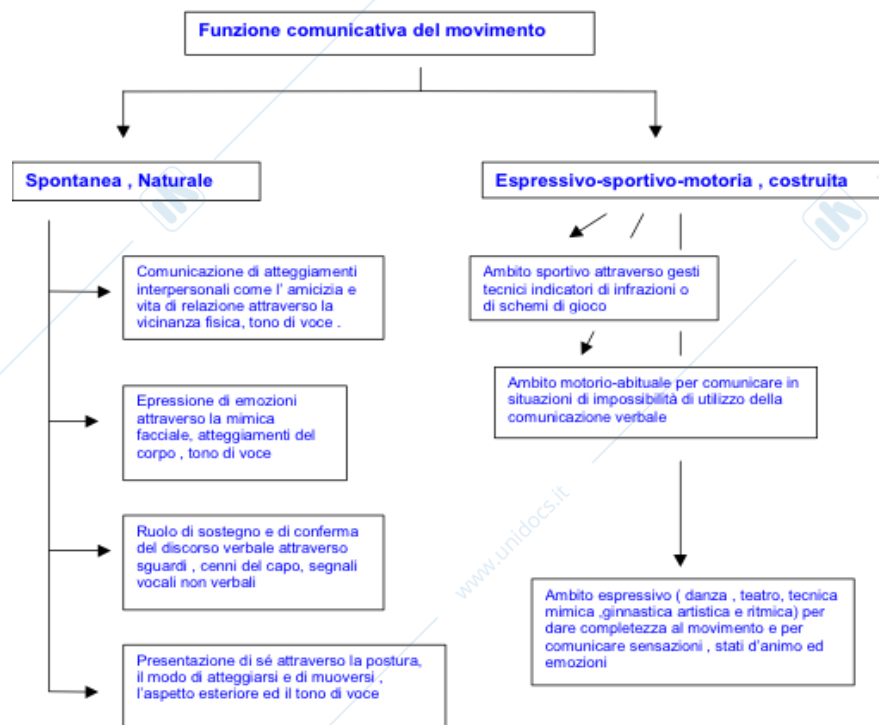 Funzione comunicativa del movimento
Spontanea , Naturale
Comunicazione di atteggiamenti
interpersonali come l' amicizia e
vita di relazione attraverso la
vicinanza fisica, tono di voce .
Epressione di emozioni
attraverso la mimica
facciale, atteggiamenti del
corpo , tono di voce
Ruolo di sostegno e di conferma
del discorso verbale attraverso
sguardi , cenni del capo, segnali
vocali non verbali
Presentazione di sé attraverso la postura,
il modo di atteggiarsi e di muoversi ,
l'aspetto esteriore ed il tono di voce
Espressivo-sportivo-motoria , costruita
Ambito sportivo attraverso gesti
tecnici indicatori di infrazioni o
di schemi di gioco
Ambito motorio-abituale per comunicare in
situazioni di impossibilità di utilizzo della
comunicazione verbale
Ambito espressivo ( danza , teatro, tecnica
mimica ,ginnastica artistica e ritmica) per
dare completezza al movimento e per
comunicare sensazioni , stati d'animo ed
emozioni
www.unidocs.it